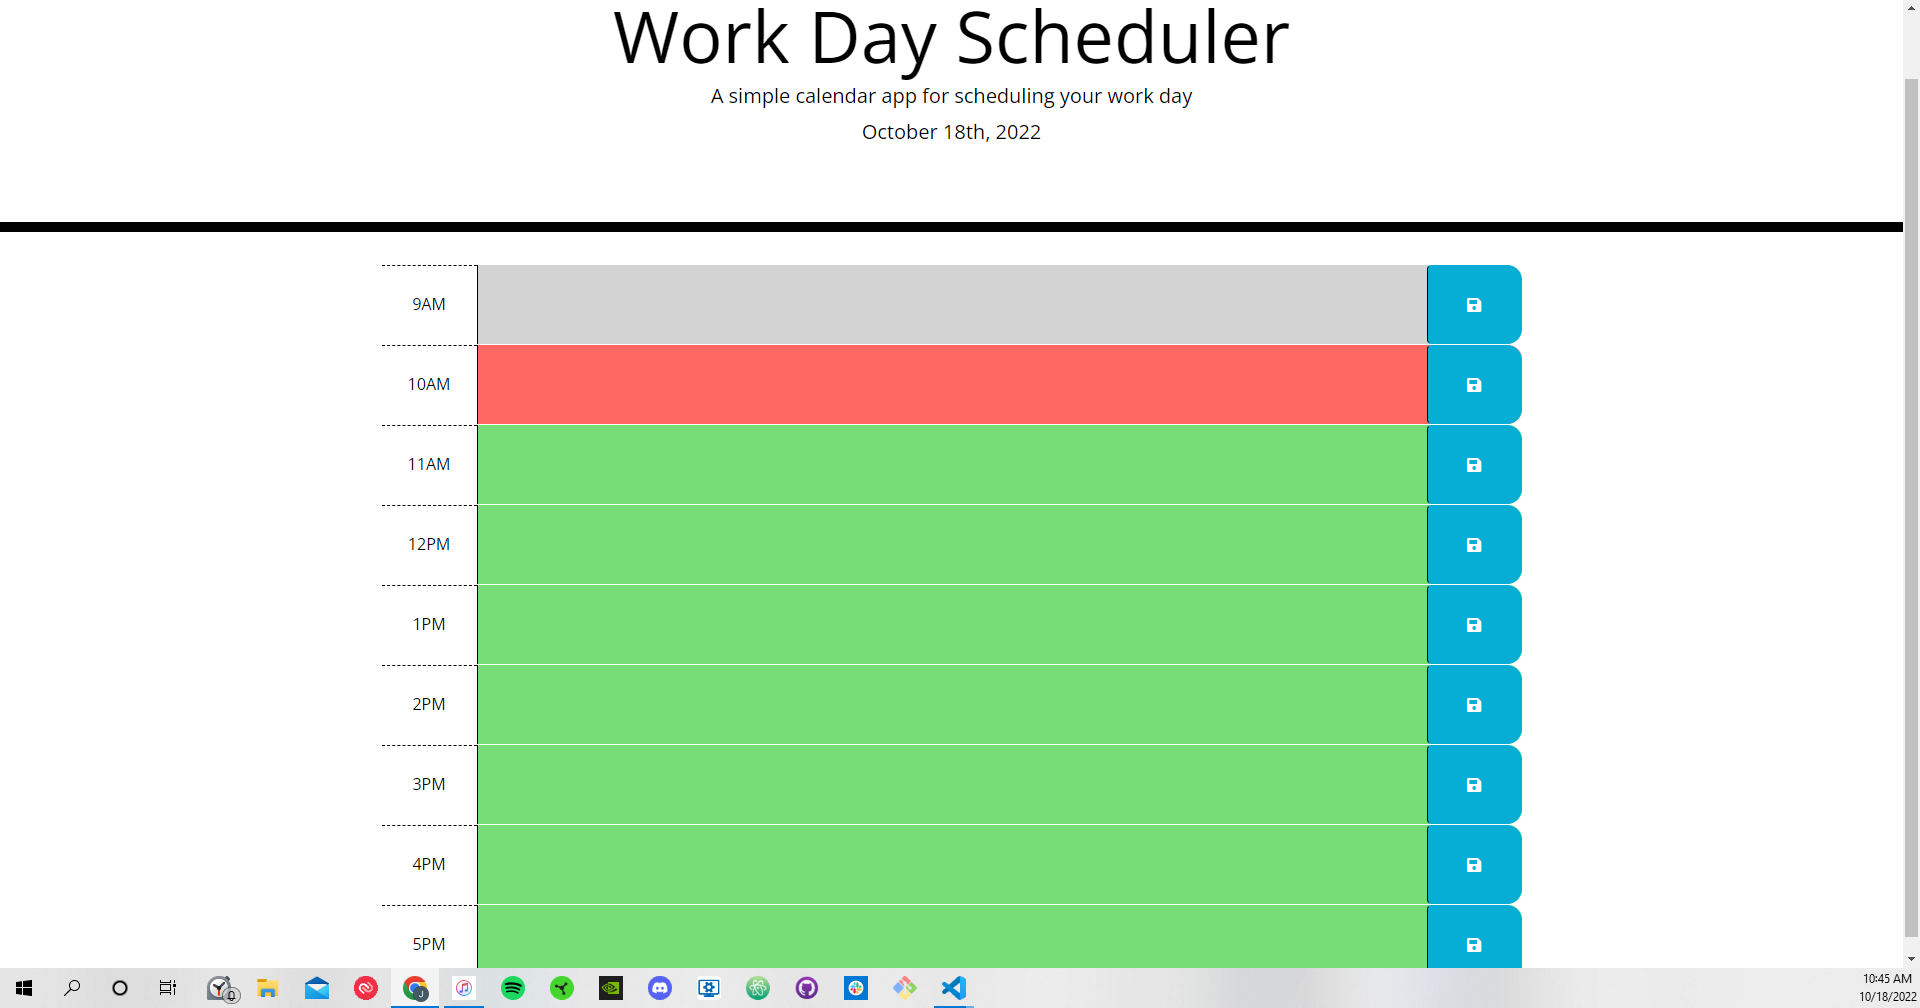 Work Day Scheduler
A simple calendar app for scheduling your work day
October 18th, 2022
9AM
10AM
11AM
12PM
1PM
2PM
3PM
4PM
5PM
10:45 AM
10/18/2022